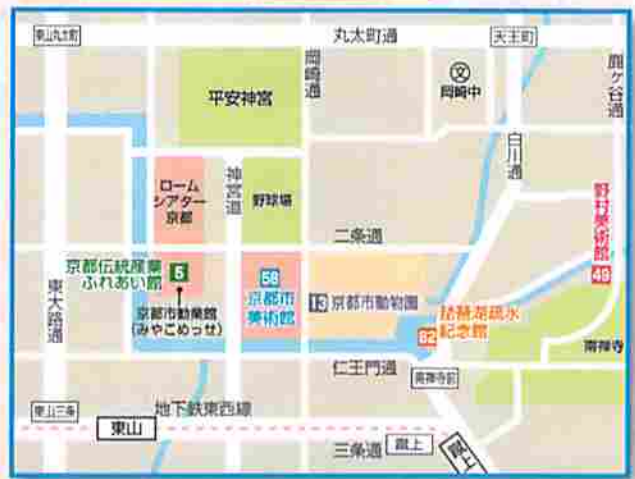 東山丸太町
丸太町通
天王町
岡崎通
鹿ヶ谷通
文
岡崎中
平安神宮
白川通
ローム
シアター
京都
神宮道
野球場
野村美術館
49
二条通
京都伝統産業
ふれあい館
5
58
京都市
美術館
13 京都市動物園
東大路通
京都市勧業館
(みやこめっせ)
琵琶湖疏水
記念館
62
南禅寺
仁王門通
南禅寺前
東山三条
地下鉄東西線
東山
三条通
蹴上
蹴上